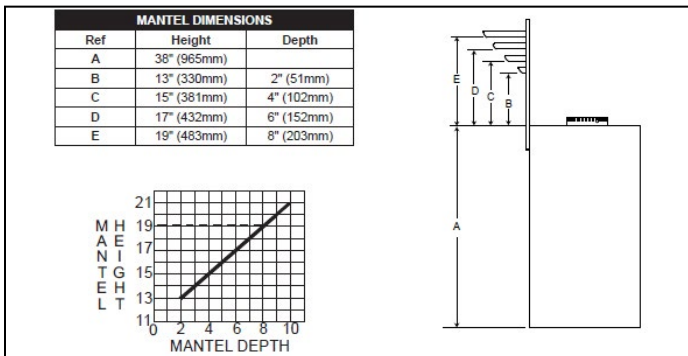 MANTEL DIMENSIONS
Ref Height Depth
A 38" (965mm)
B 13" (330mm) 2" (51mm)
C 15" (381mm) 4" (102mm)
D 17" (432mm) 6" (152mm)
E 19" (483mm) 8" (203mm)
E
D
C
B
A
MANTEL
HEIGHT
21
19
17
15
13
11
0 2 4 6 8 10
MANTEL DEPTH